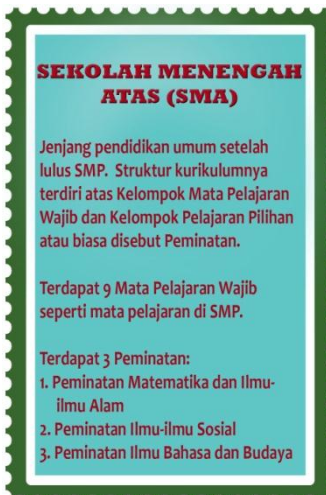 SEKOLAH MENENGAH
ATAS (SMA)
Jenjang pendidikan umum setelah
lulus SMP. Struktur kurikulumnya
terdiri atas Kelompok Mata Pelajaran
Wajib dan Kelompok Pelajaran Pilihan
atau biasa disebut Peminatan.
Terdapat 9 Mata Pelajaran Wajib
seperti mata pelajaran di SMP.
Terdapat 3 Peminatan:
1. Peminatan Matematika dan Ilmu-
ilmu Alam
2. Peminatan Ilmu-ilmu Sosial
3. Peminatan Ilmu Bahasa dan Budaya